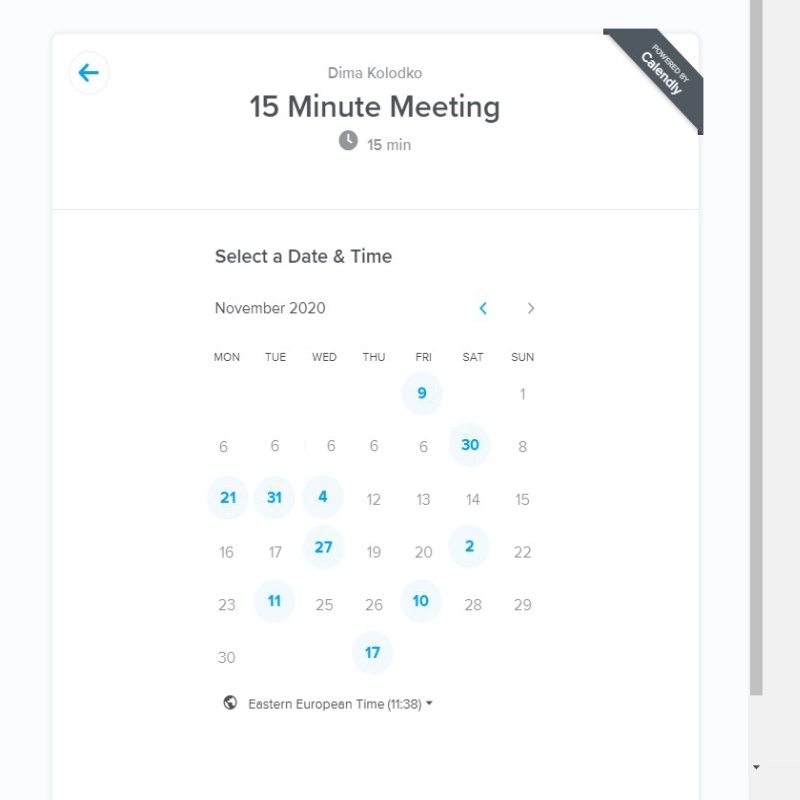 POWERED BY
Calendly
Dima Kolodko
15 Minute Meeting
15 min
Select a Date & Time
November 2020
MON TUE WED THU FRI SAT SUN
9 1
6 6 6 6 6 30 8
21 31 4 12 13 14 15
16 17 27 19 20 2 22
23 11 25 26 10 28 29
30 17
Eastern European Time (11:38)